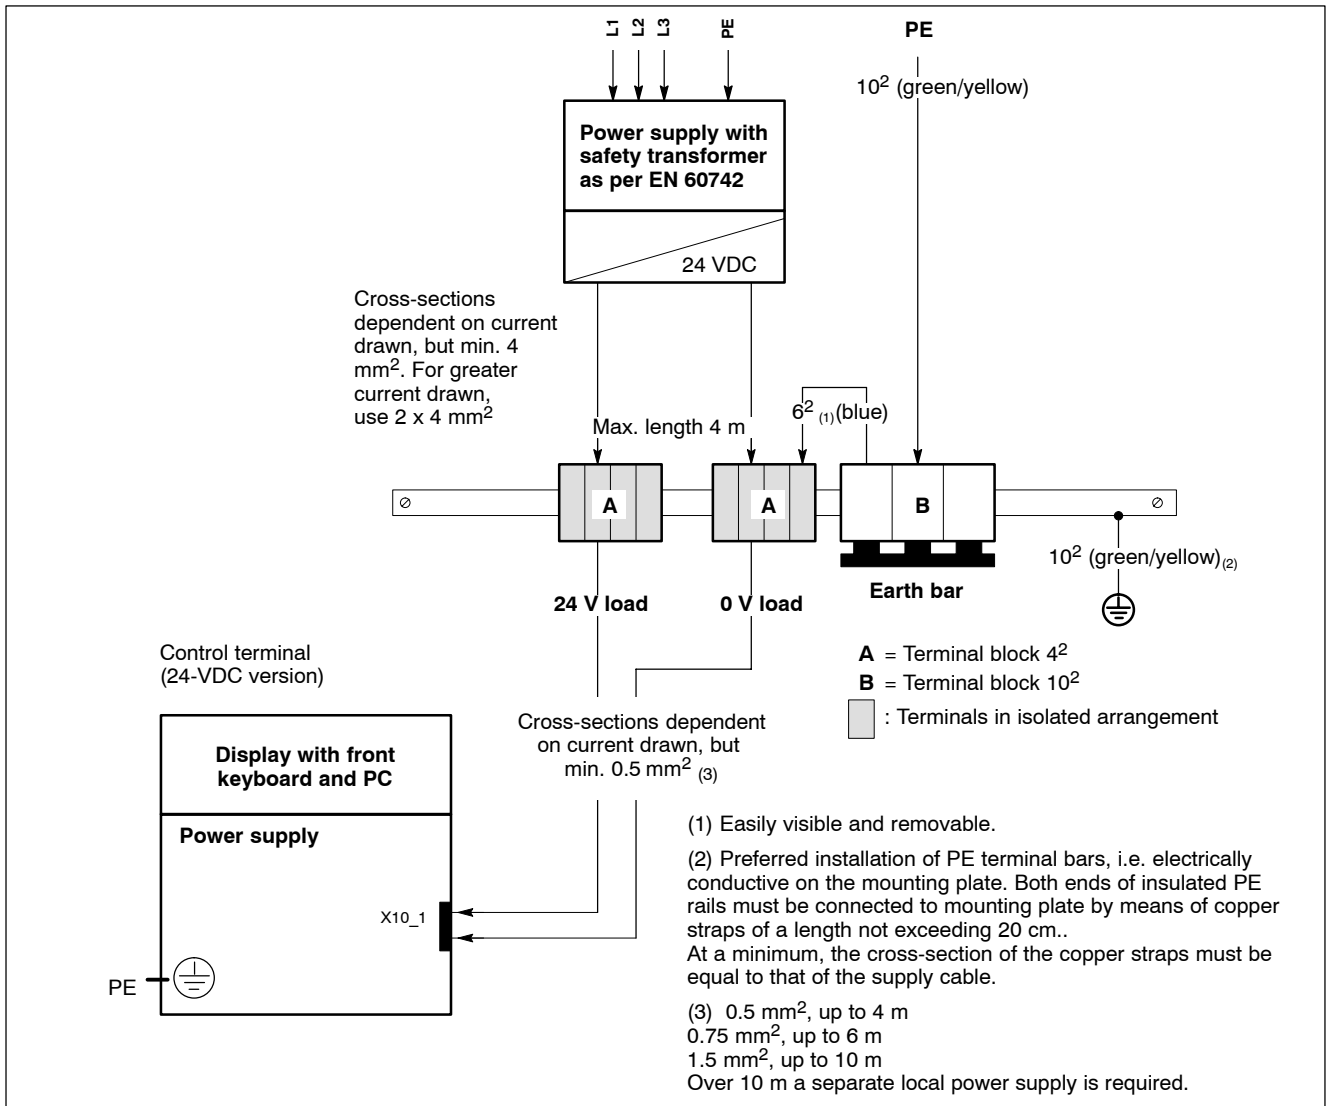 L1
L2
L3
PE
PE
10² (green/yellow)
Power supply with
safety transformer
as per EN 60742
24 VDC
Cross-sections
dependent on current
drawn, but min. 4
mm². For greater
current drawn,
use 2 x 4 mm²
Max. length 4 m
6² (1)(blue)
A
A
B
10² (green/yellow)(2)
Earth bar
24 V load
0 V load
A = Terminal block 4²
B = Terminal block 10²
: Terminals in isolated arrangement
Control terminal
(24-VDC version)
Cross-sections dependent
on current drawn, but
min. 0.5 mm² (3)
Display with front
keyboard and PC
Power supply
X10_1
PE
(1) Easily visible and removable.
(2) Preferred installation of PE terminal bars, i.e. electrically
conductive on the mounting plate. Both ends of insulated PE
rails must be connected to mounting plate by means of copper
straps of a length not exceeding 20 cm..
At a minimum, the cross-section of the copper straps must be
equal to that of the supply cable.
(3) 0.5 mm², up to 4 m
0.75 mm², up to 6 m
1.5 mm², up to 10 m
Over 10 m a separate local power supply is required.